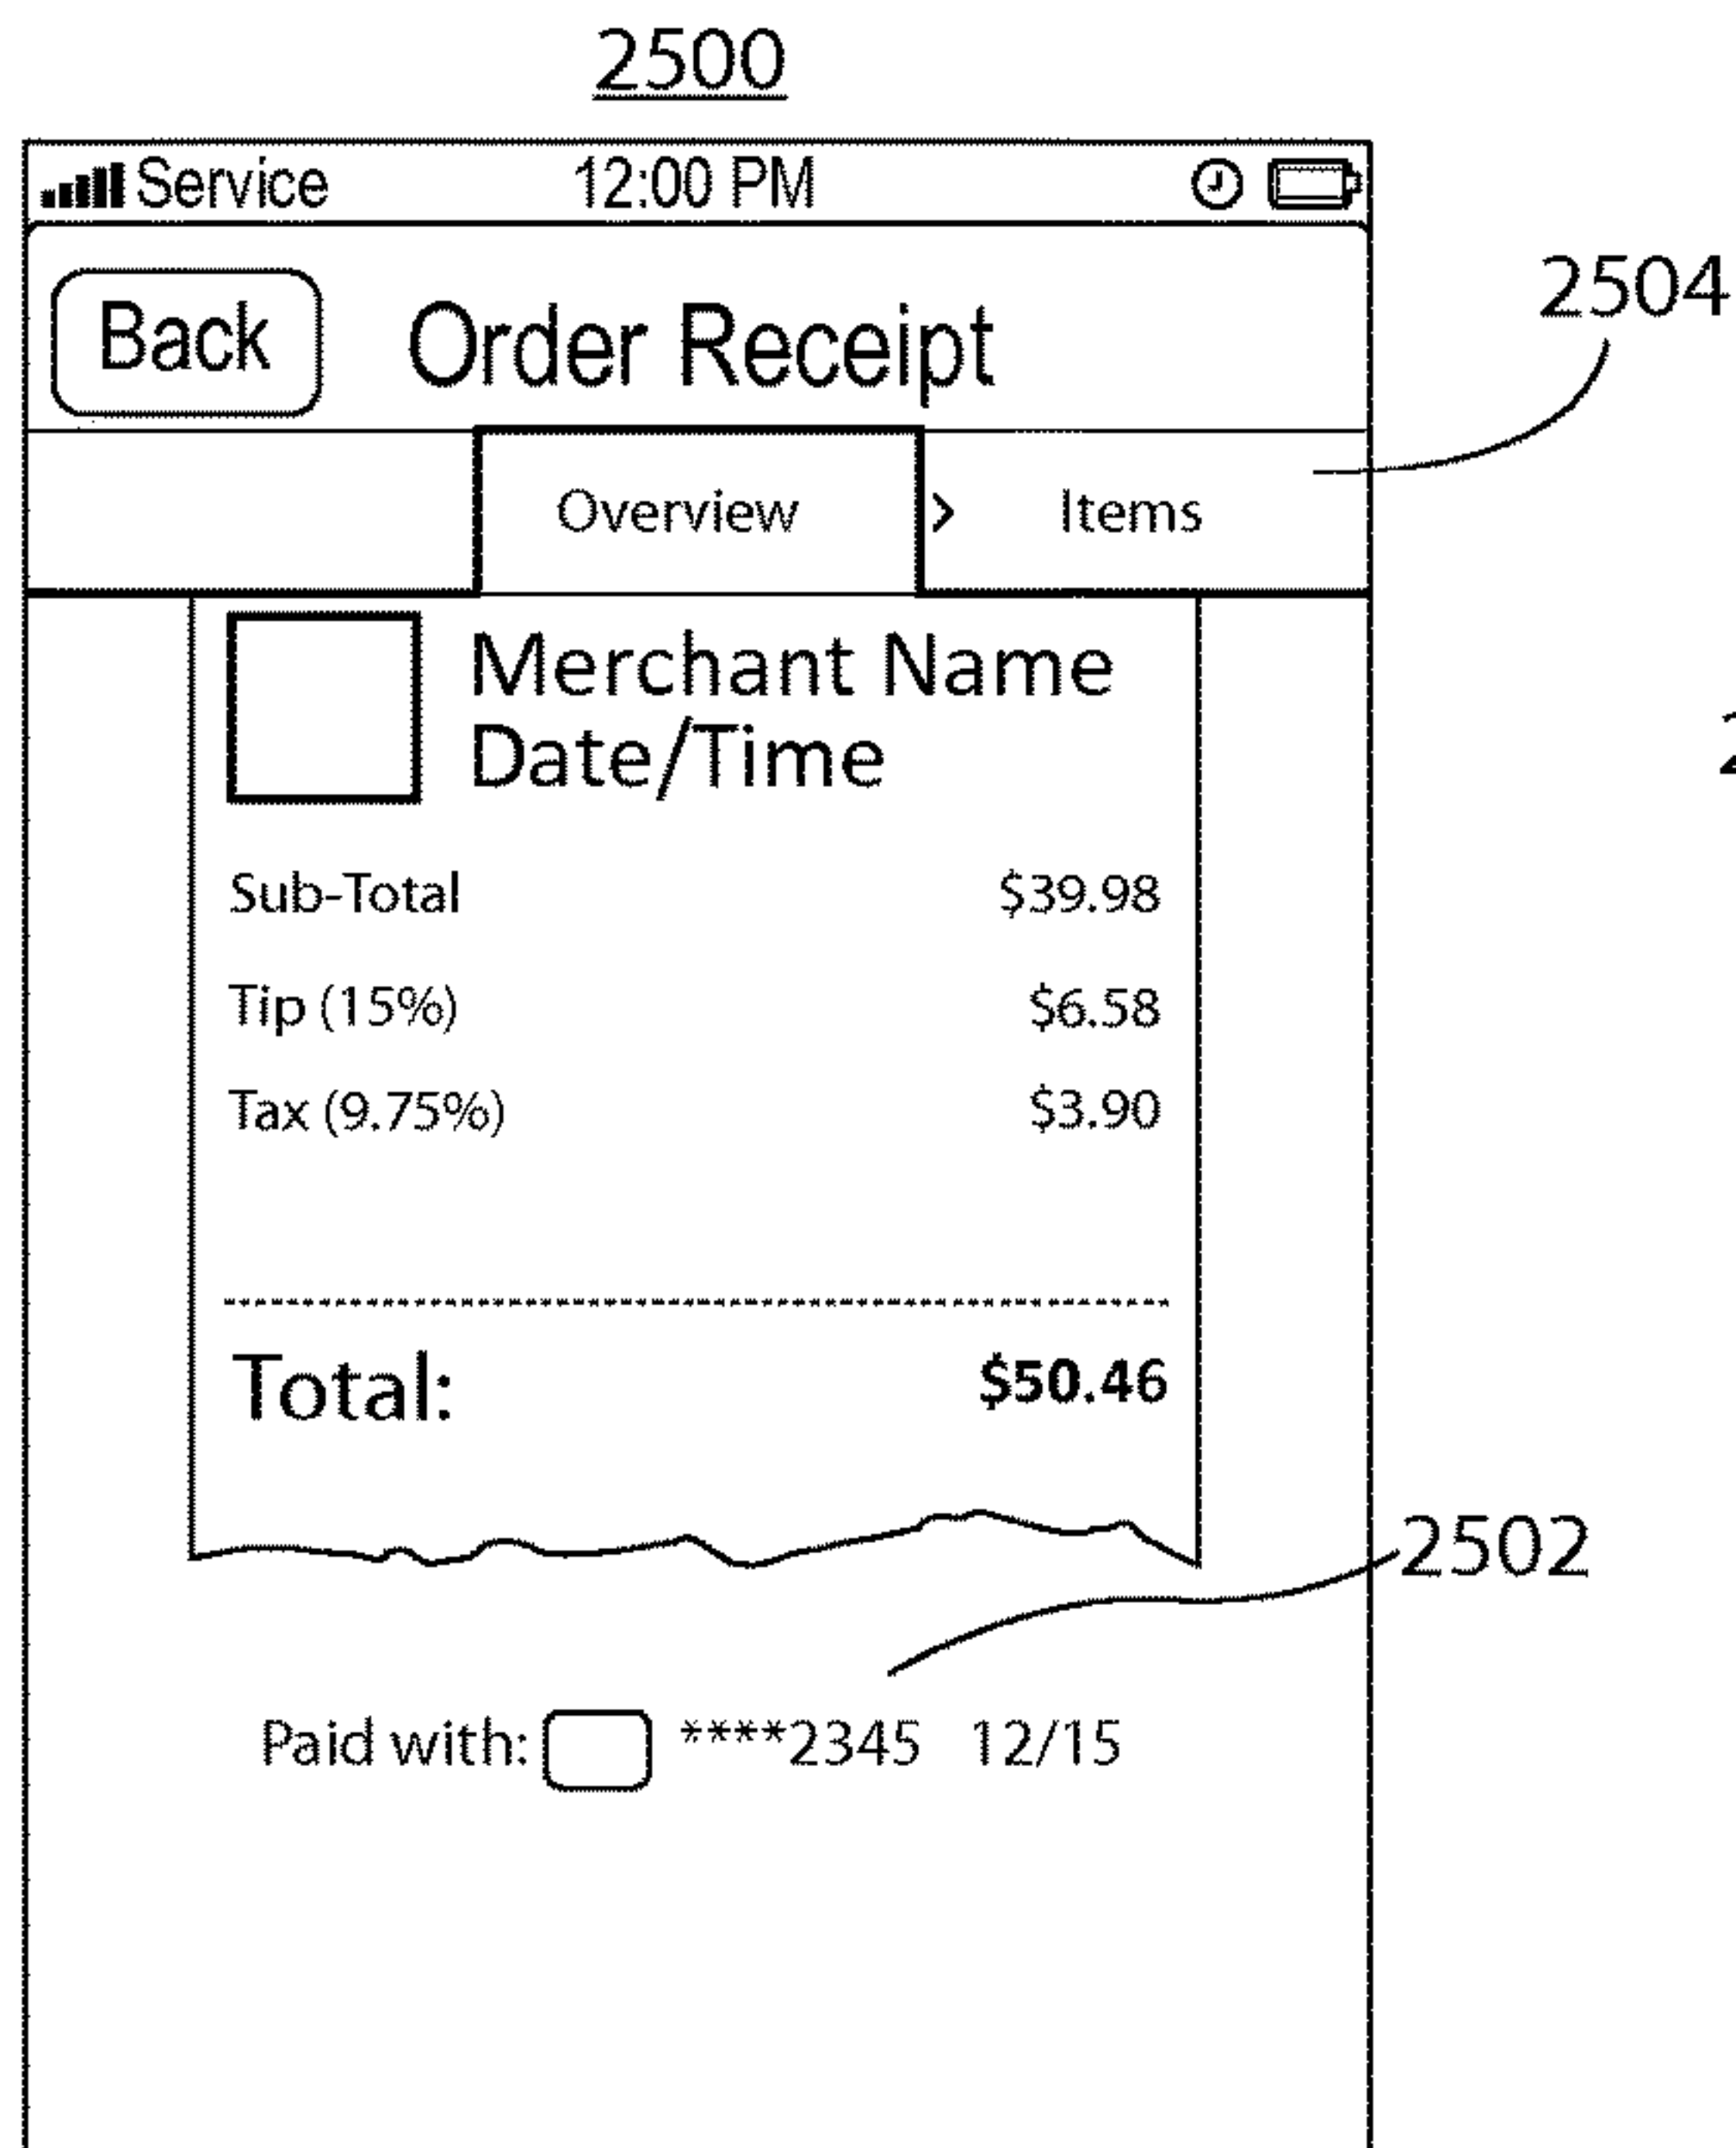 2500
Service 12:00 PM
Back Order Receipt
2504
Overview > Items
Merchant Name
Date/Time
Sub-Total $39.98
Tip (15%) $6.58
Tax (9.75%) $3.90
Total: $50.46
2502
Paid with: ****2345 12/15